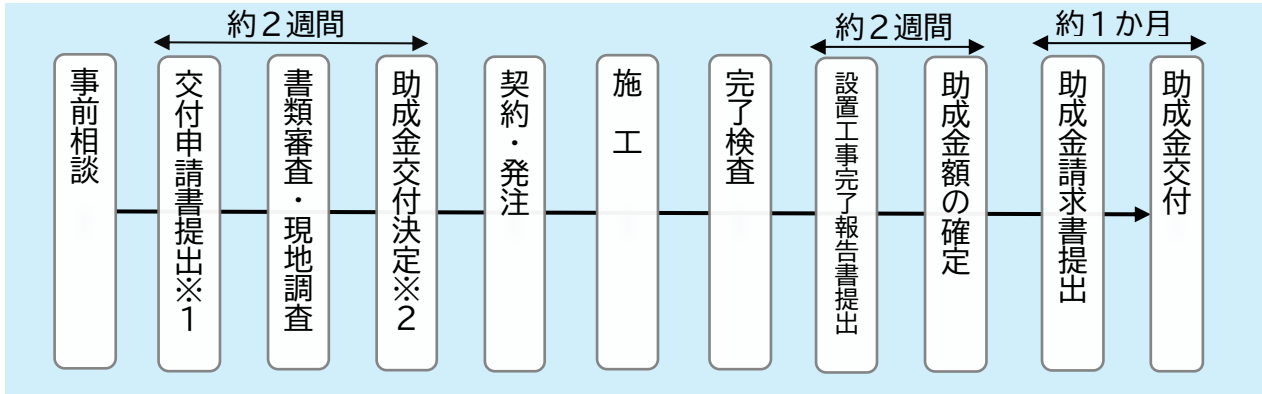 約２週間
約２週間
約１か月
事前相談
交付申請書提出※１
書類審査・現地調査
助成金交付決定※２
契約・発注
施　工
完了検査
設置工事完了報告書提出
助成金額の確定
助成金請求書提出
助成金交付